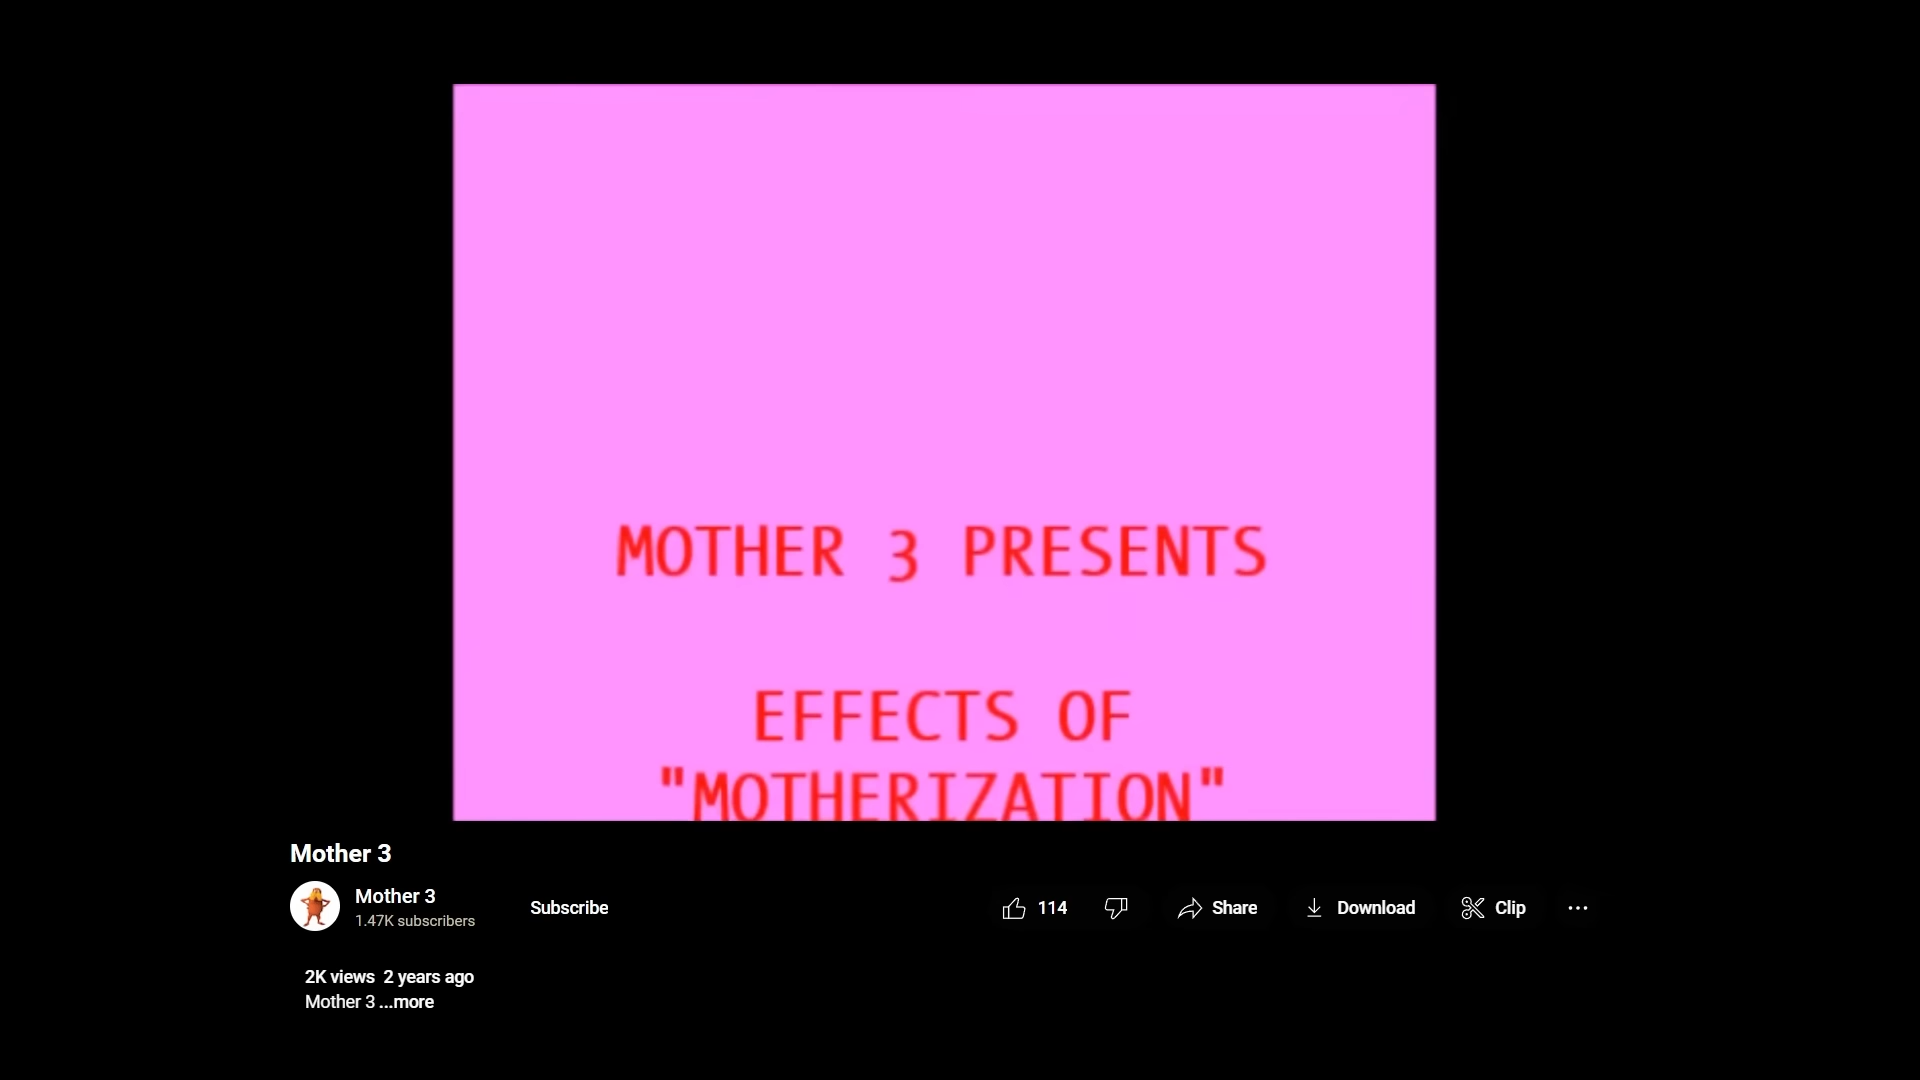 MOTHER 3 PRESENTS
EFFECTS OF
"MOTHERIZATION"
Mother 3
Mother 3
1.47K subscribers
Subscribe
114
Share
Download
Clip
2K views 2 years ago
Mother 3 ...more